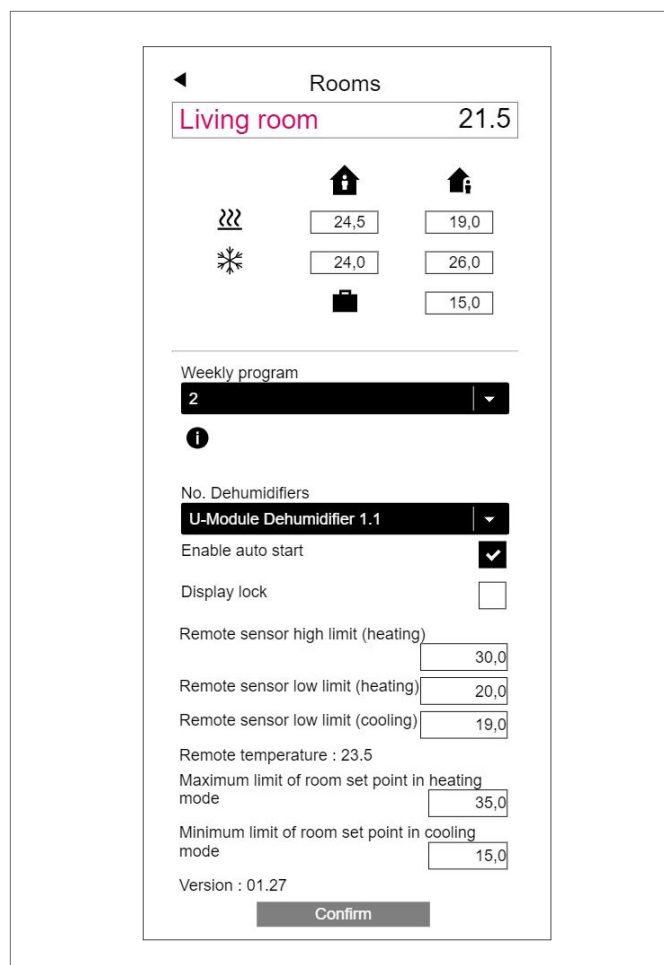 Rooms
Living room 21.5
24,5 19,0
24,0 26,0
15,0
Weekly program
2
i
No. Dehumidifiers
U-Module Dehumidifier 1.1
Enable auto start
Display lock
Remote sensor high limit (heating)
30,0
Remote sensor low limit (heating) 20,0
Remote sensor low limit (cooling) 19,0
Remote temperature : 23.5
Maximum limit of room set point in heating
mode 35,0
Minimum limit of room set point in cooling
mode 15,0
Version : 01.27
Confirm